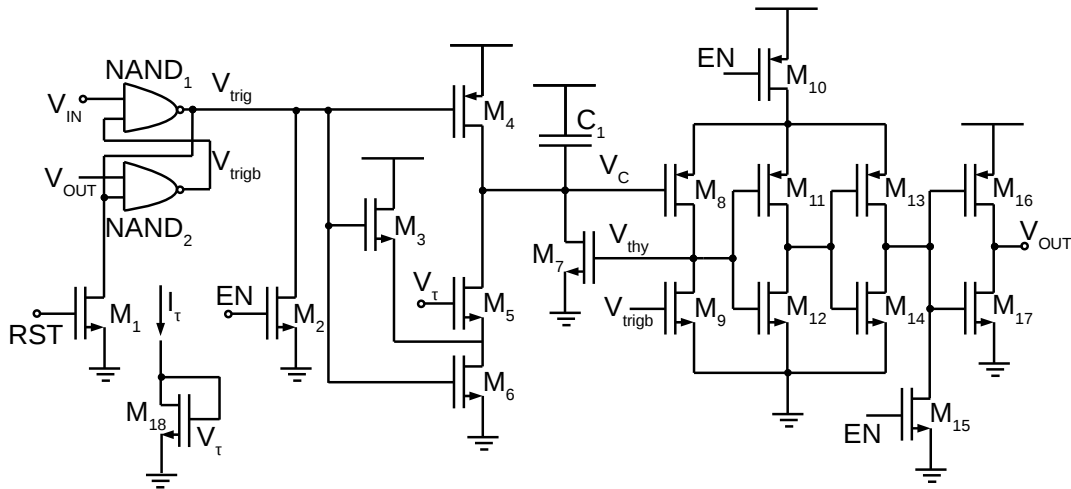 NAND1
Vtrig
VIN
Vtrigb
VOUT
NAND2
RST
M1
Iτ
M18
Vτ
EN
M2
M3
M4
Vτ
M5
M6
C1
VC
M7
Vthy
Vtrigb
M8
M9
EN
M10
M11
M12
M13
M14
EN
M15
M16
VOUT
M17